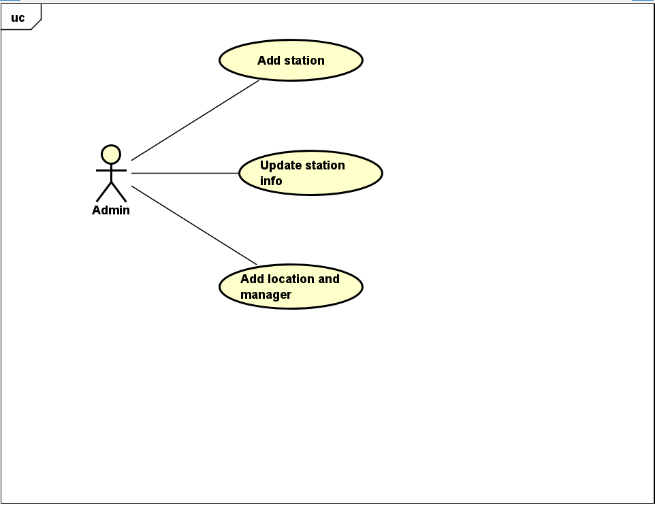 uc
Add station
Update station
info
Admin
Add location and
manager